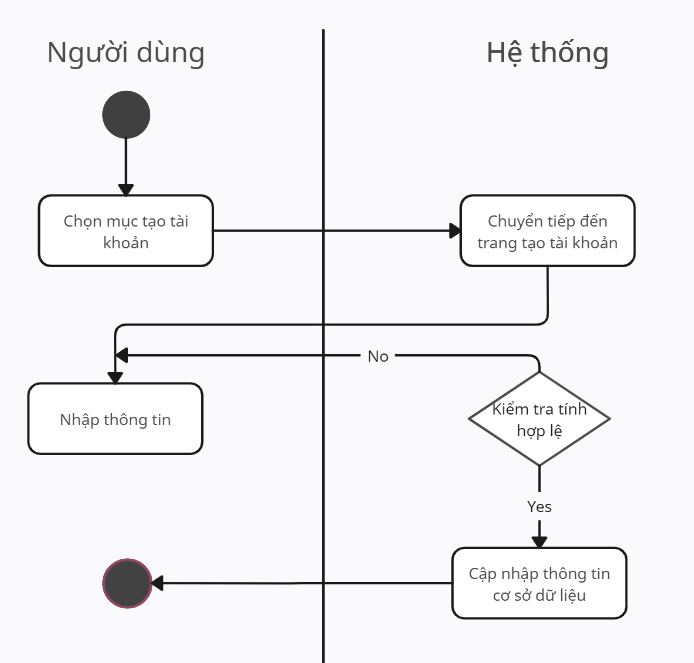 Người dùng
Hệ thống
Chọn mục tạo tài
khoản
Chuyển tiếp đến
trang tạo tài khoản
No
Nhập thông tin
Kiểm tra tính
hợp lệ
Yes
Cập nhập thông tin
cơ sở dữ liệu